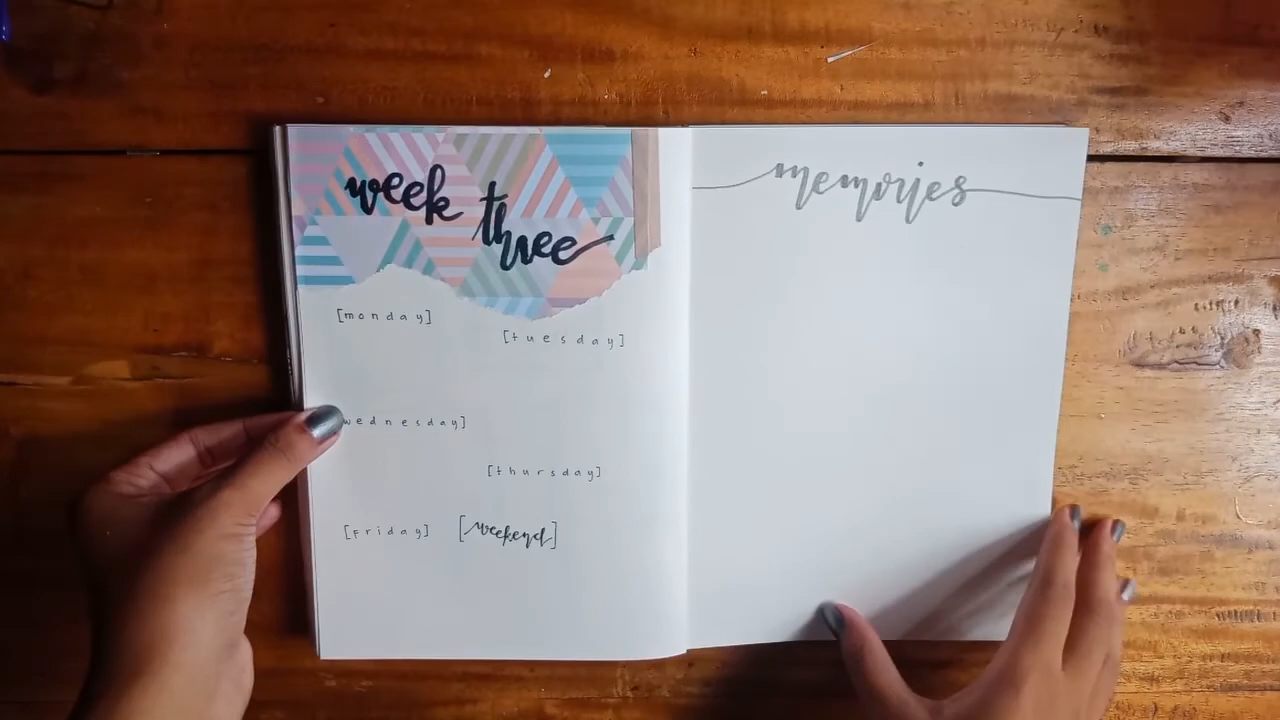 week
three
[monday]
[tuesday]
wednesday]
[thursday]
[friday]
[weekend]
memories